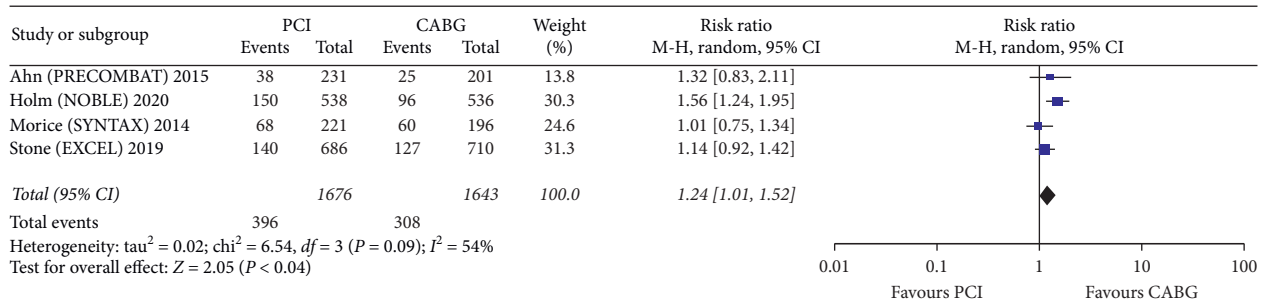 Study or subgroup PCI CABG Weight (%) Risk ratio M-H, random, 95% CI Risk ratio M-H, random, 95% CI
Events Total Events Total
Ahn (PRECOMBAT) 2015 38 231 25 201 13.8 1.32 [0.83, 2.11]
Holm (NOBLE) 2020 150 538 96 536 30.3 1.56 [1.24, 1.95]
Morice (SYNTAX) 2014 68 221 60 196 24.6 1.01 [0.75, 1.34]
Stone (EXCEL) 2019 140 686 127 710 31.3 1.14 [0.92, 1.42]
Total (95% CI) 1676 1643 100.0 1.24 [1.01, 1.52]
Total events 396 308
Heterogeneity: tau² = 0.02; chi² = 6.54, df = 3 (P = 0.09); I² = 54%
Test for overall effect: Z = 2.05 (P < 0.04)
0.01 0.1 1 10 100
Favours PCI Favours CABG